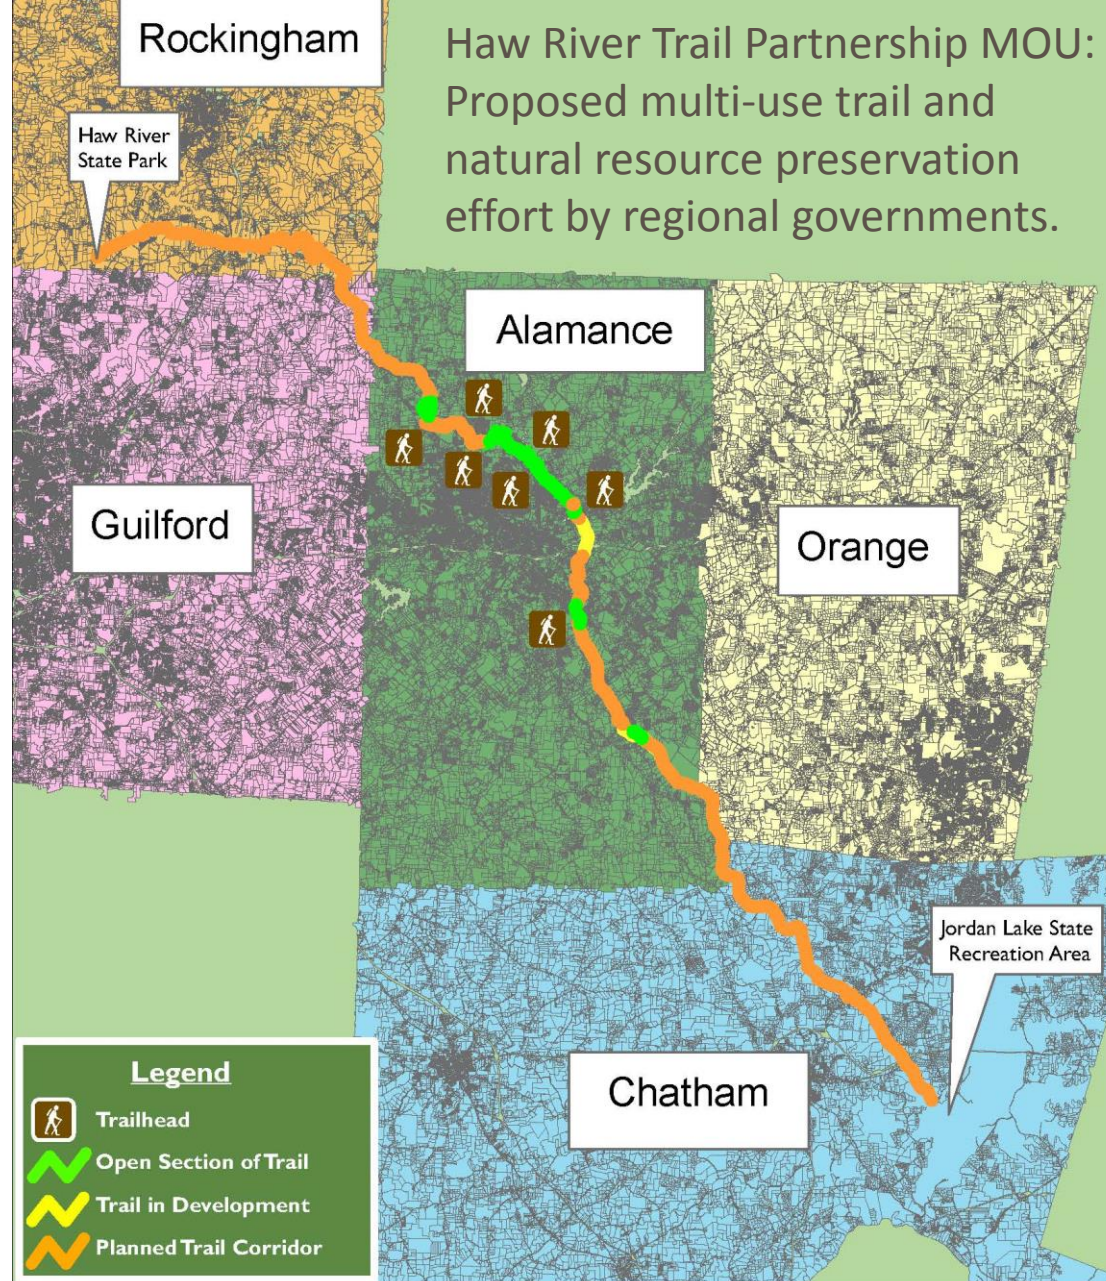 Rockingham
Haw River Trail Partnership MOU:
Proposed multi-use trail and
natural resource preservation
effort by regional governments.
Haw River
State Park
Alamance
Guilford
Orange
Jordan Lake State
Recreation Area
Chatham
Legend
Trailhead
Open Section of Trail
Trail in Development
Planned Trail Corridor